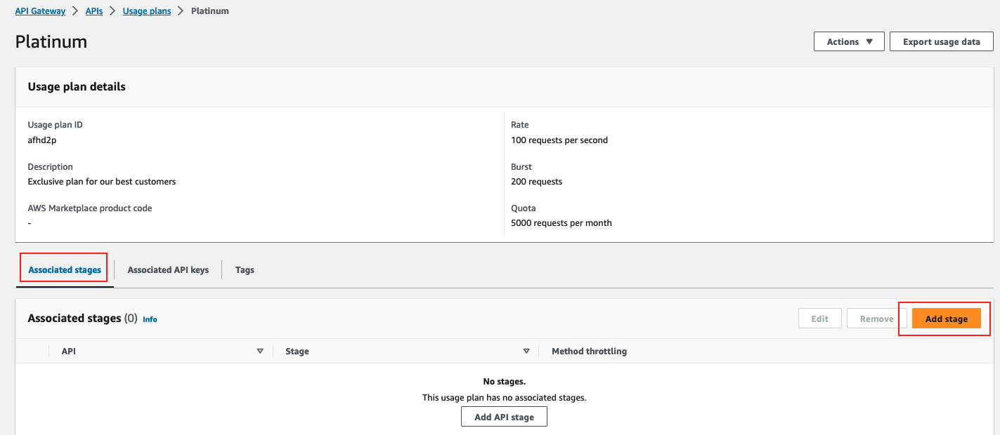 API Gateway > APIs > Usage plans > Platinum
Platinum
Actions ▼ Export usage data
Usage plan details
Usage plan ID
afhd2p
Description
Exclusive plan for our best customers
AWS Marketplace product code
-
Rate
100 requests per second
Burst
200 requests
Quota
5000 requests per month
Associated stages Associated API keys Tags
Associated stages (0) Info
Edit Remove Add stage
API Stage Method throttling
No stages.
This usage plan has no associated stages.
Add API stage